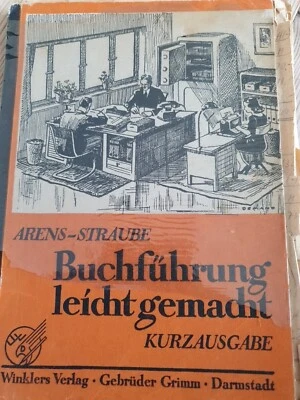 ARENS-STRAUBE
Buchführung
leicht gemacht
KURZAUSGABE
Winklers Verlag · Gebrüder Grimm · Darmstadt